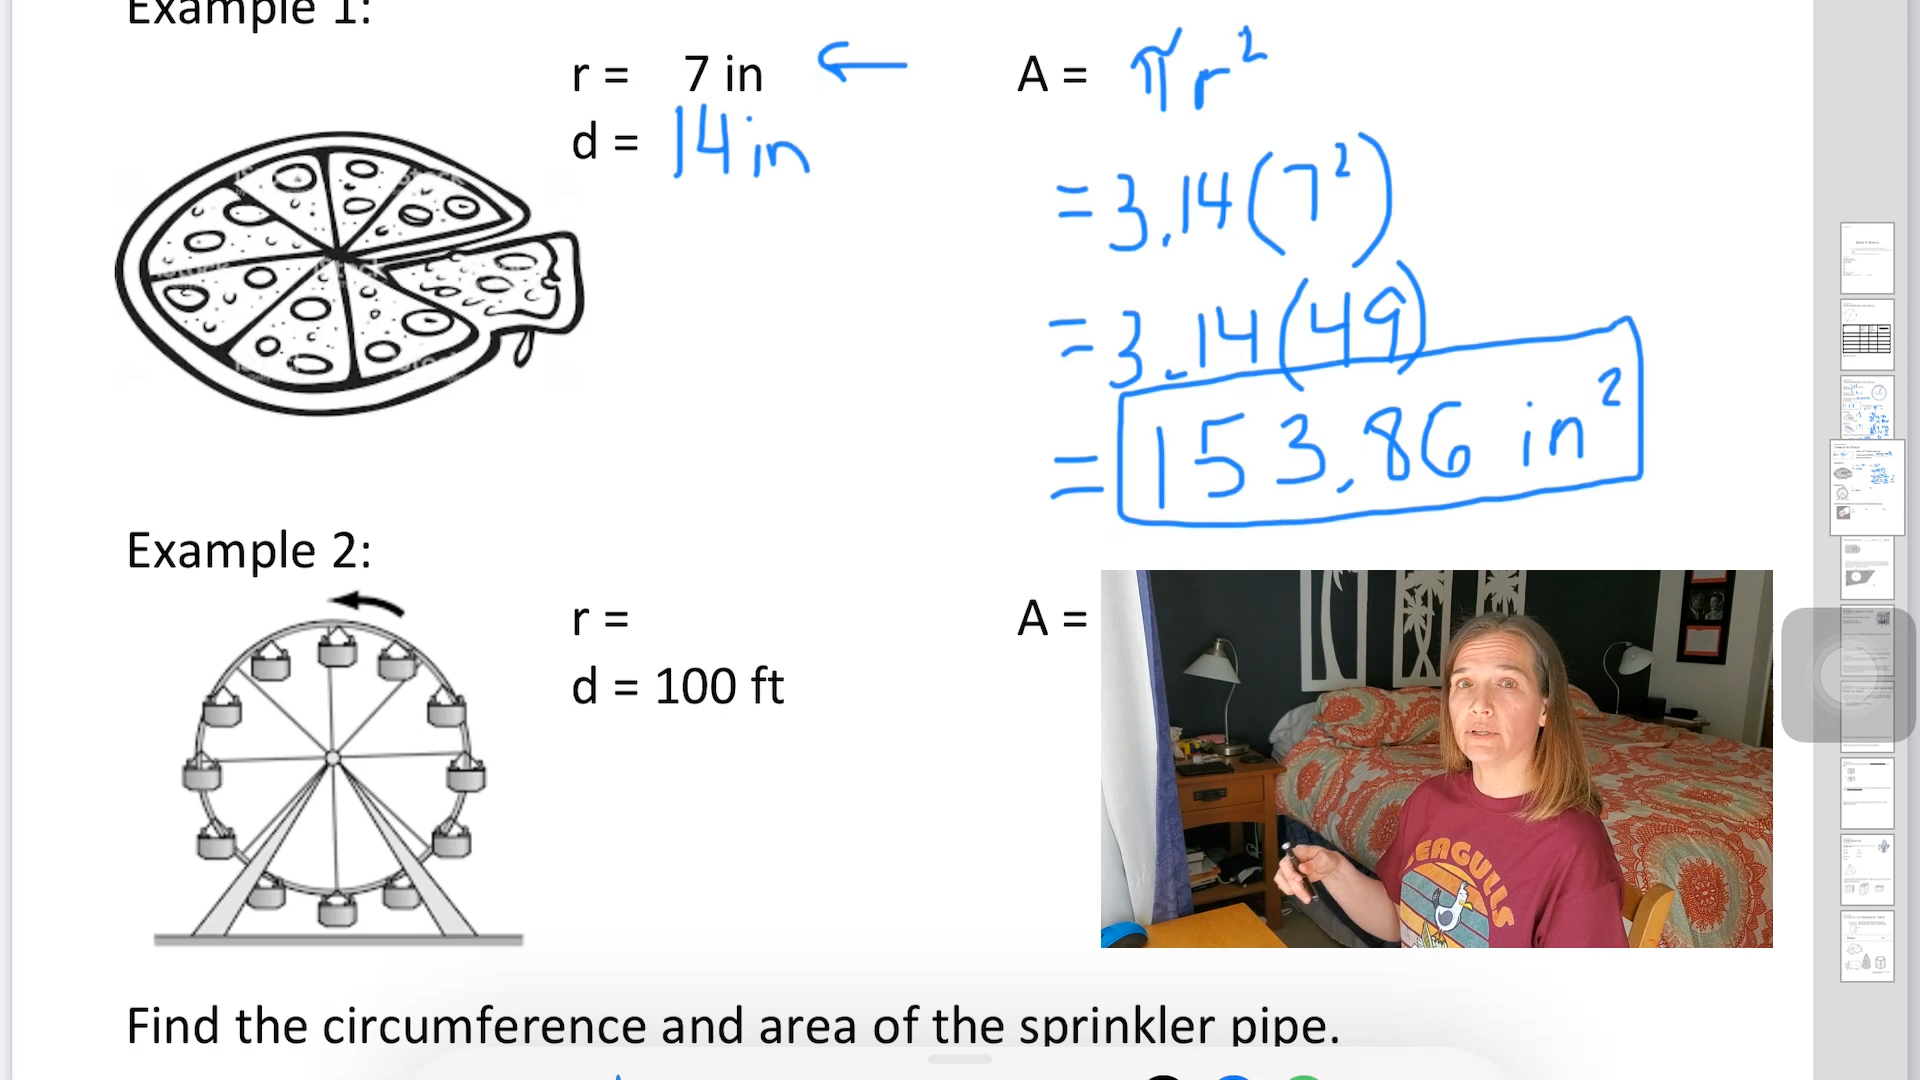 Example 1:
r = 7 in ←
d = 14 in
A = πr²
= 3.14(7²)
= 3.14(49)
= 153.86 in²
Example 2:
r =
d = 100 ft
A =
SEAGULLS
Find the circumference and area of the sprinkler pipe.